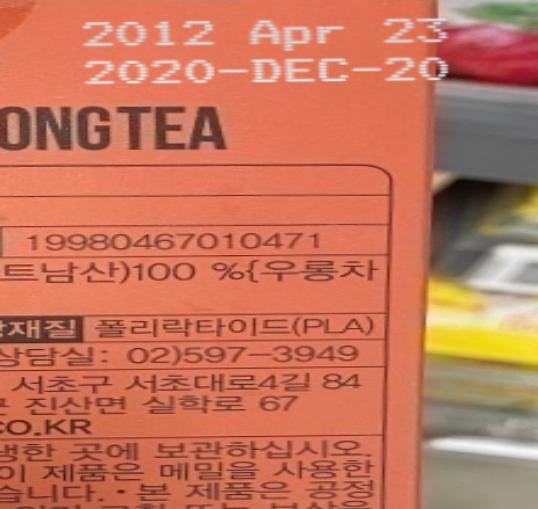 2012 Apr 23
2020-DEC-20
ONGTEA
19980467010471
트남산)100 %{우롱차
재질 폴리락타이드(PLA)
상담실: 02)597-3949
서초구 서초대로4길 84
진산면 실학로 67
CO.KR
한 곳에 보관하십시오.
이 제품은 메밀을 사용한
습니다. • 본 제품은 공정